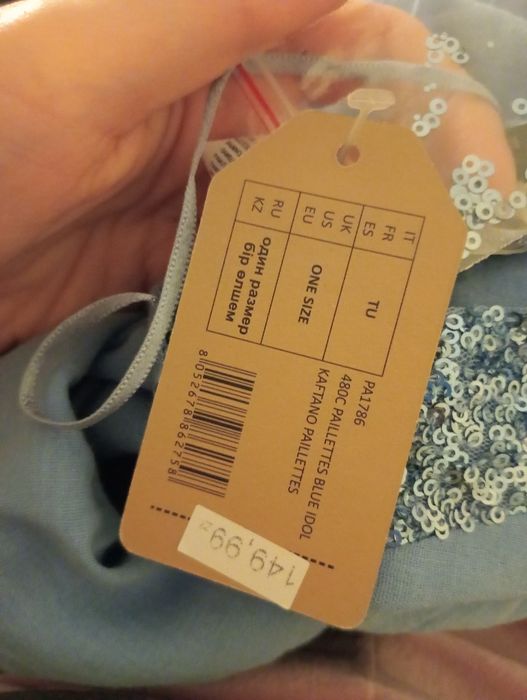 IT
FR
ES
TU
UK
US
EU
ONE SIZE
RU
KZ
один размер
бір өлшем
PA1786
480C PAILLETTES BLUE IDOL
KAFTANO PAILLETTES
8052678862758
149,99 zł